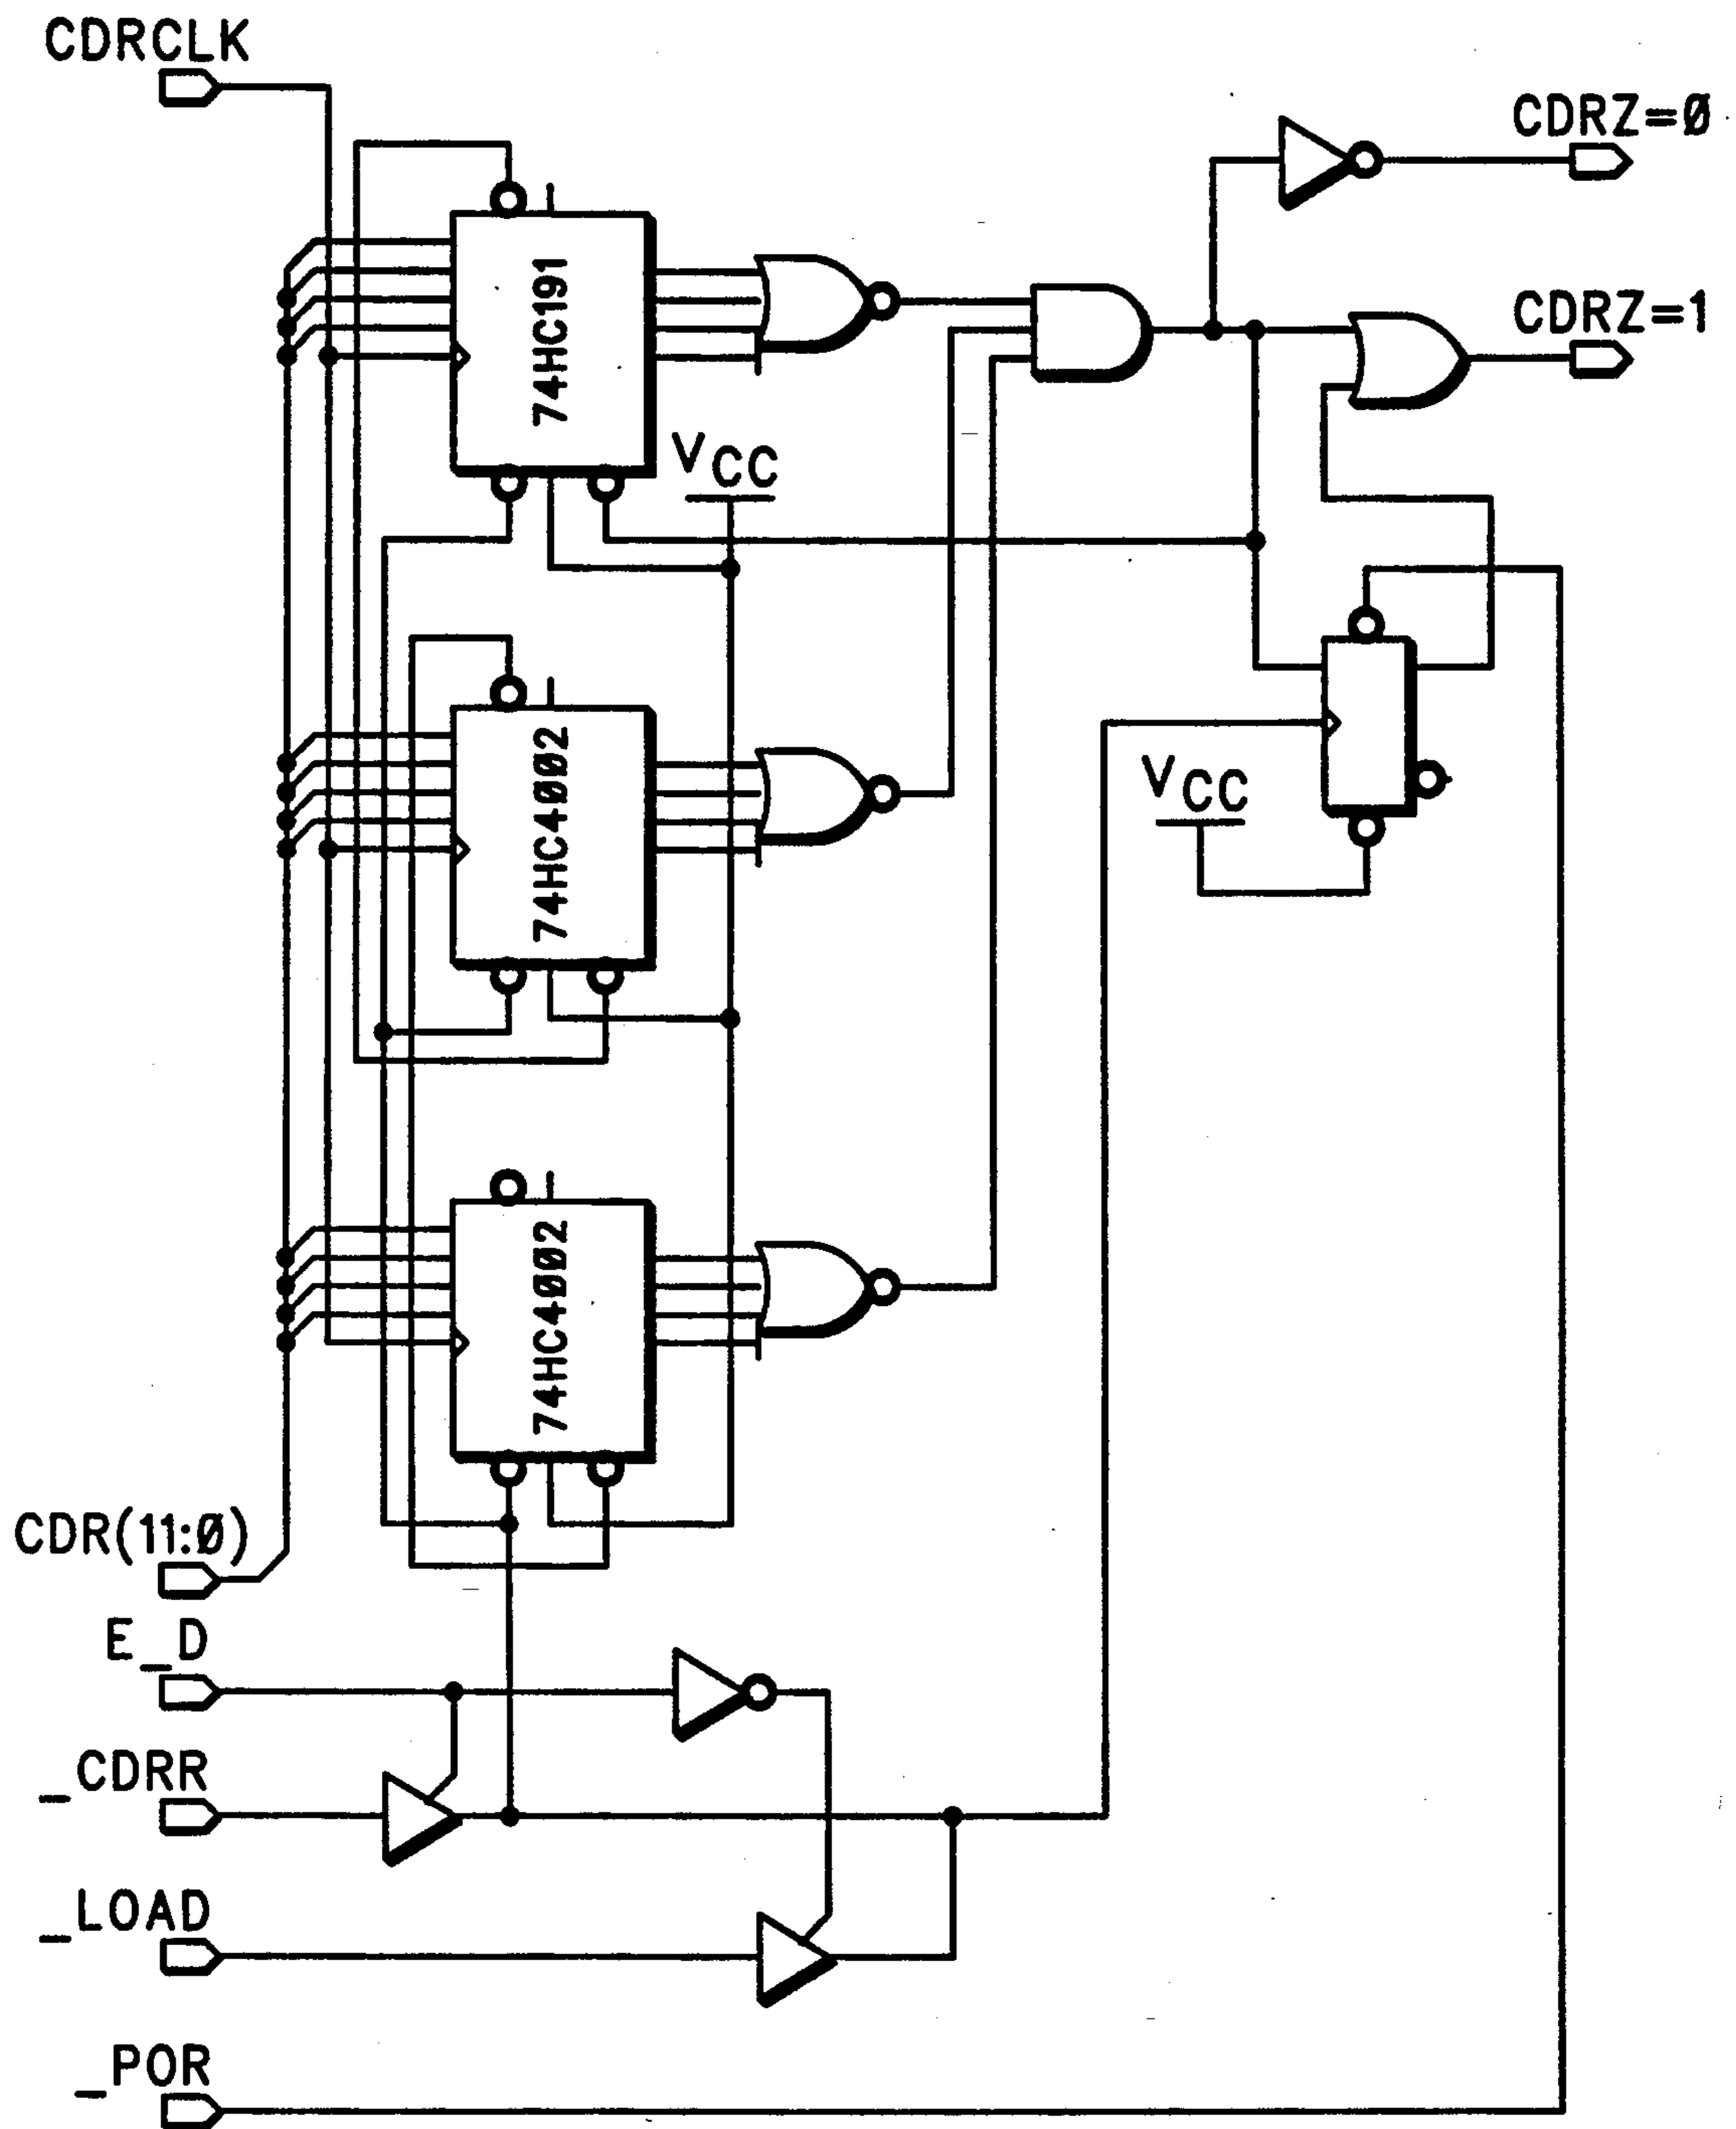 CDRCLK
CDRZ=Ø
CDRZ=1
74HC191
VCC
74HC4ØØ2
VCC
74HC4ØØ2
CDR(11:Ø)
E_D
_CDRR
_LOAD
_POR